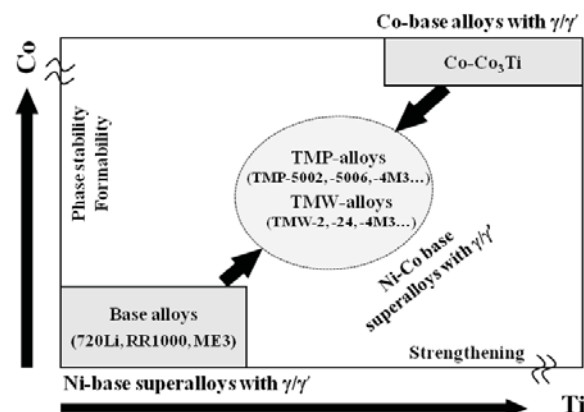 Co-base alloys with γ/γ'
Co
Co-Co₃Ti
Phase stability
Formability
TMP-alloys
(TMP-5002, -5006, -4M3...)
TMW-alloys
(TMW-2, -24, -4M3...)
Ni-Co base
superalloys with γ/γ'
Base alloys
(720Li, RR1000, ME3)
Strengthening
Ni-base superalloys with γ/γ'
Ti